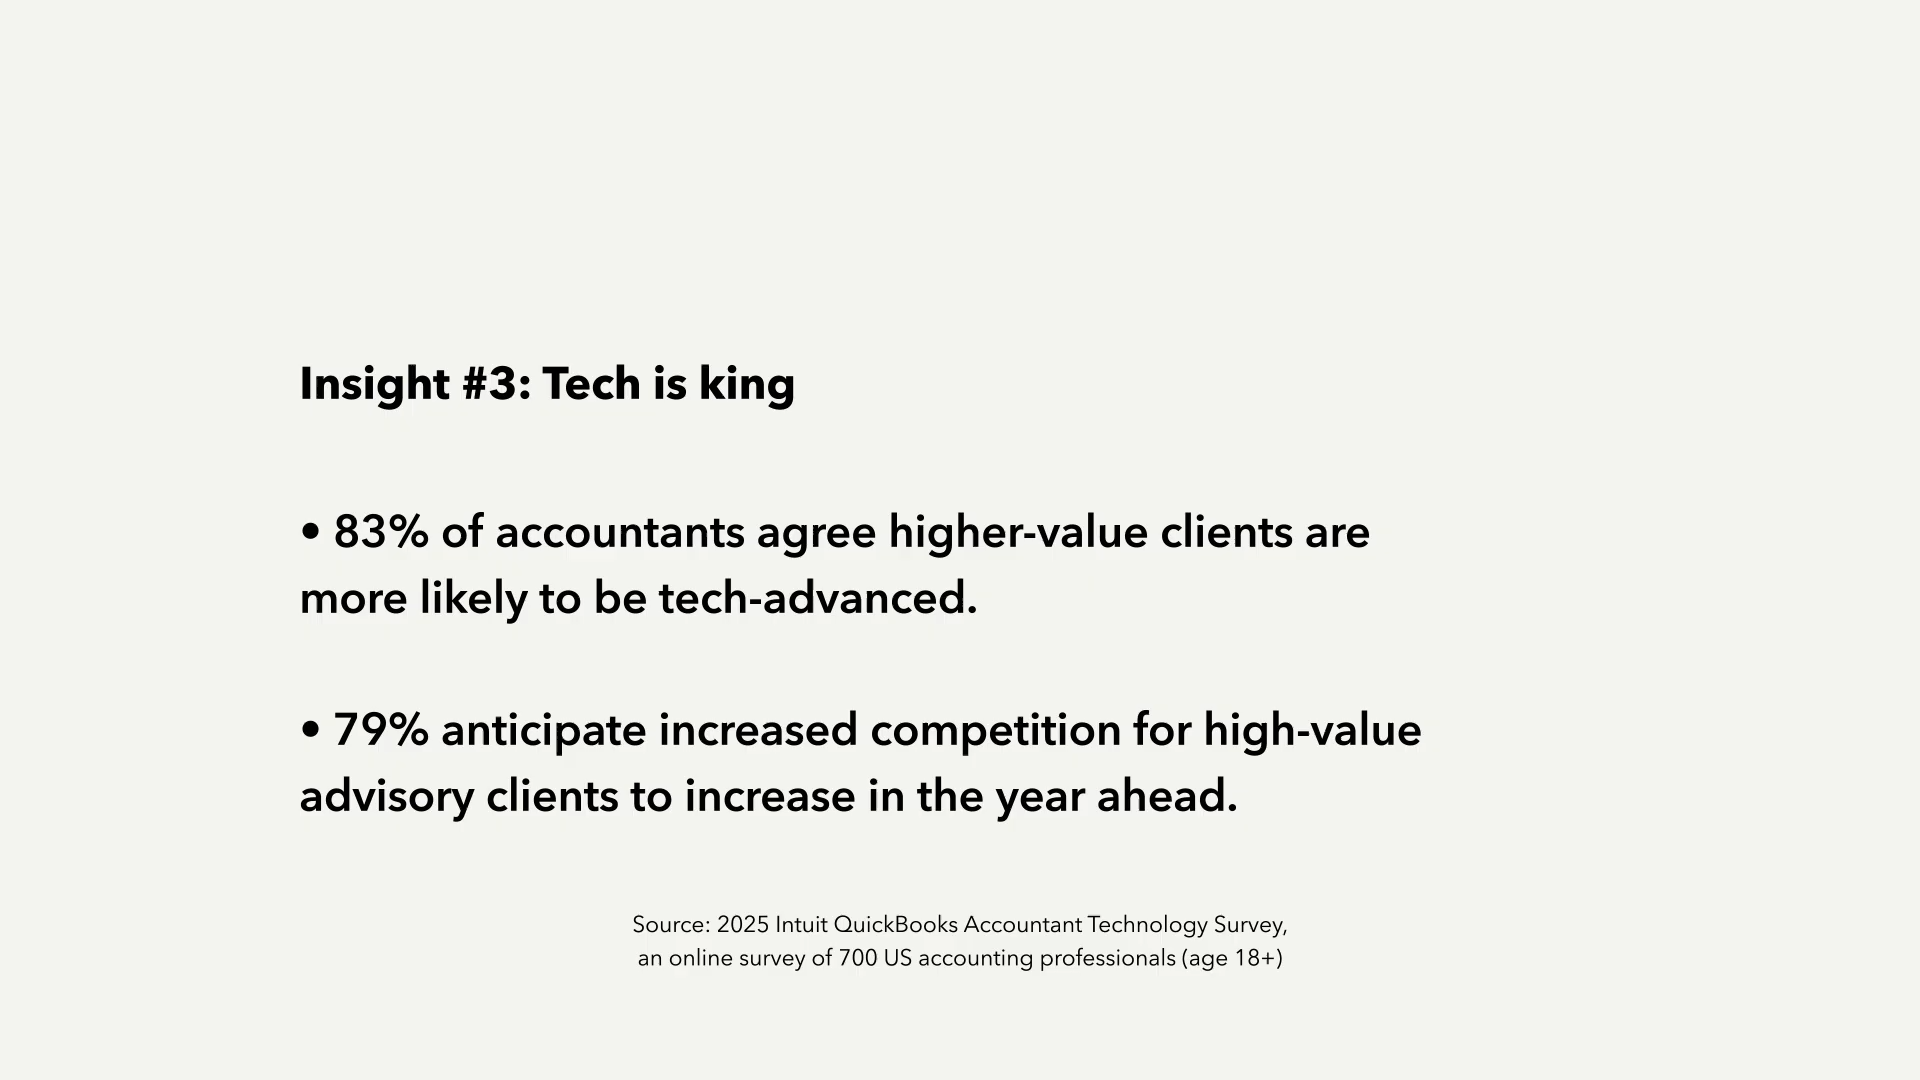 Insight #3: Tech is king
• 83% of accountants agree higher-value clients are
more likely to be tech-advanced.
• 79% anticipate increased competition for high-value
advisory clients to increase in the year ahead.
Source: 2025 Intuit QuickBooks Accountant Technology Survey,
an online survey of 700 US accounting professionals (age 18+)